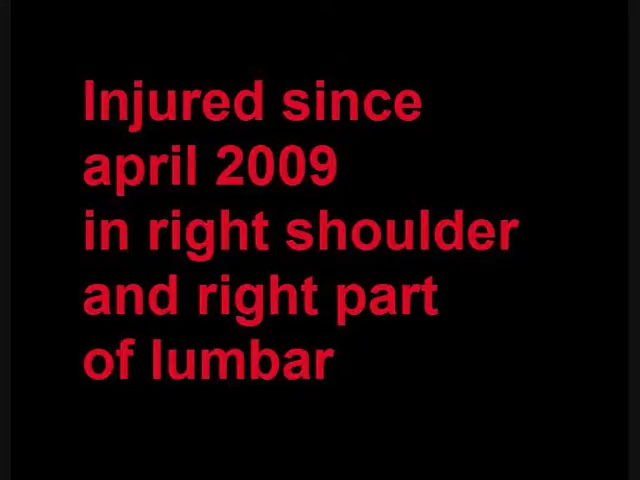 Injured since
april 2009
in right shoulder
and right part
of lumbar